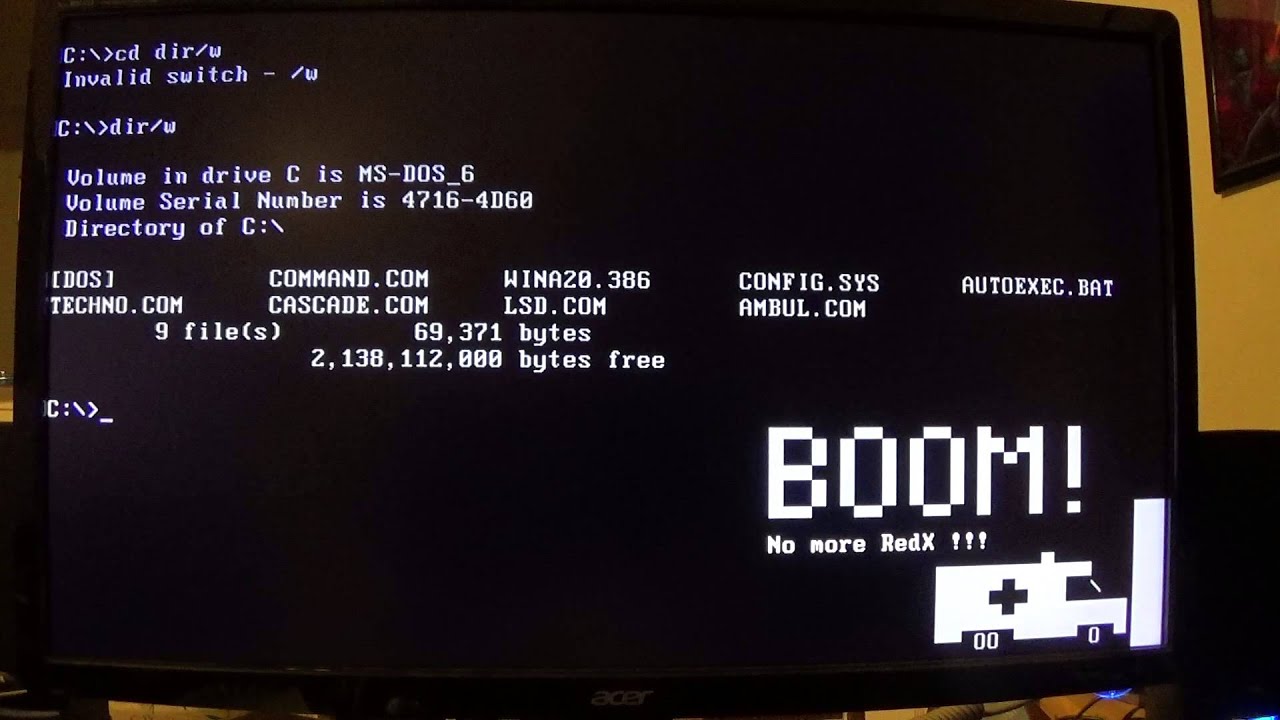 C:\>cd dir/w
Invalid switch - /w
C:\>dir/w
Volume in drive C is MS-DOS_6
Volume Serial Number is 4716-4D60
Directory of C:\
[DOS] COMMAND.COM WINA20.386 CONFIG.SYS AUTOEXEC.BAT
TECHNO.COM CASCADE.COM LSD.COM AMBUL.COM
9 file(s) 69,371 bytes
2,138,112,000 bytes free
C:\>_
BOOM!
No more RedX !!!
OO O
acer